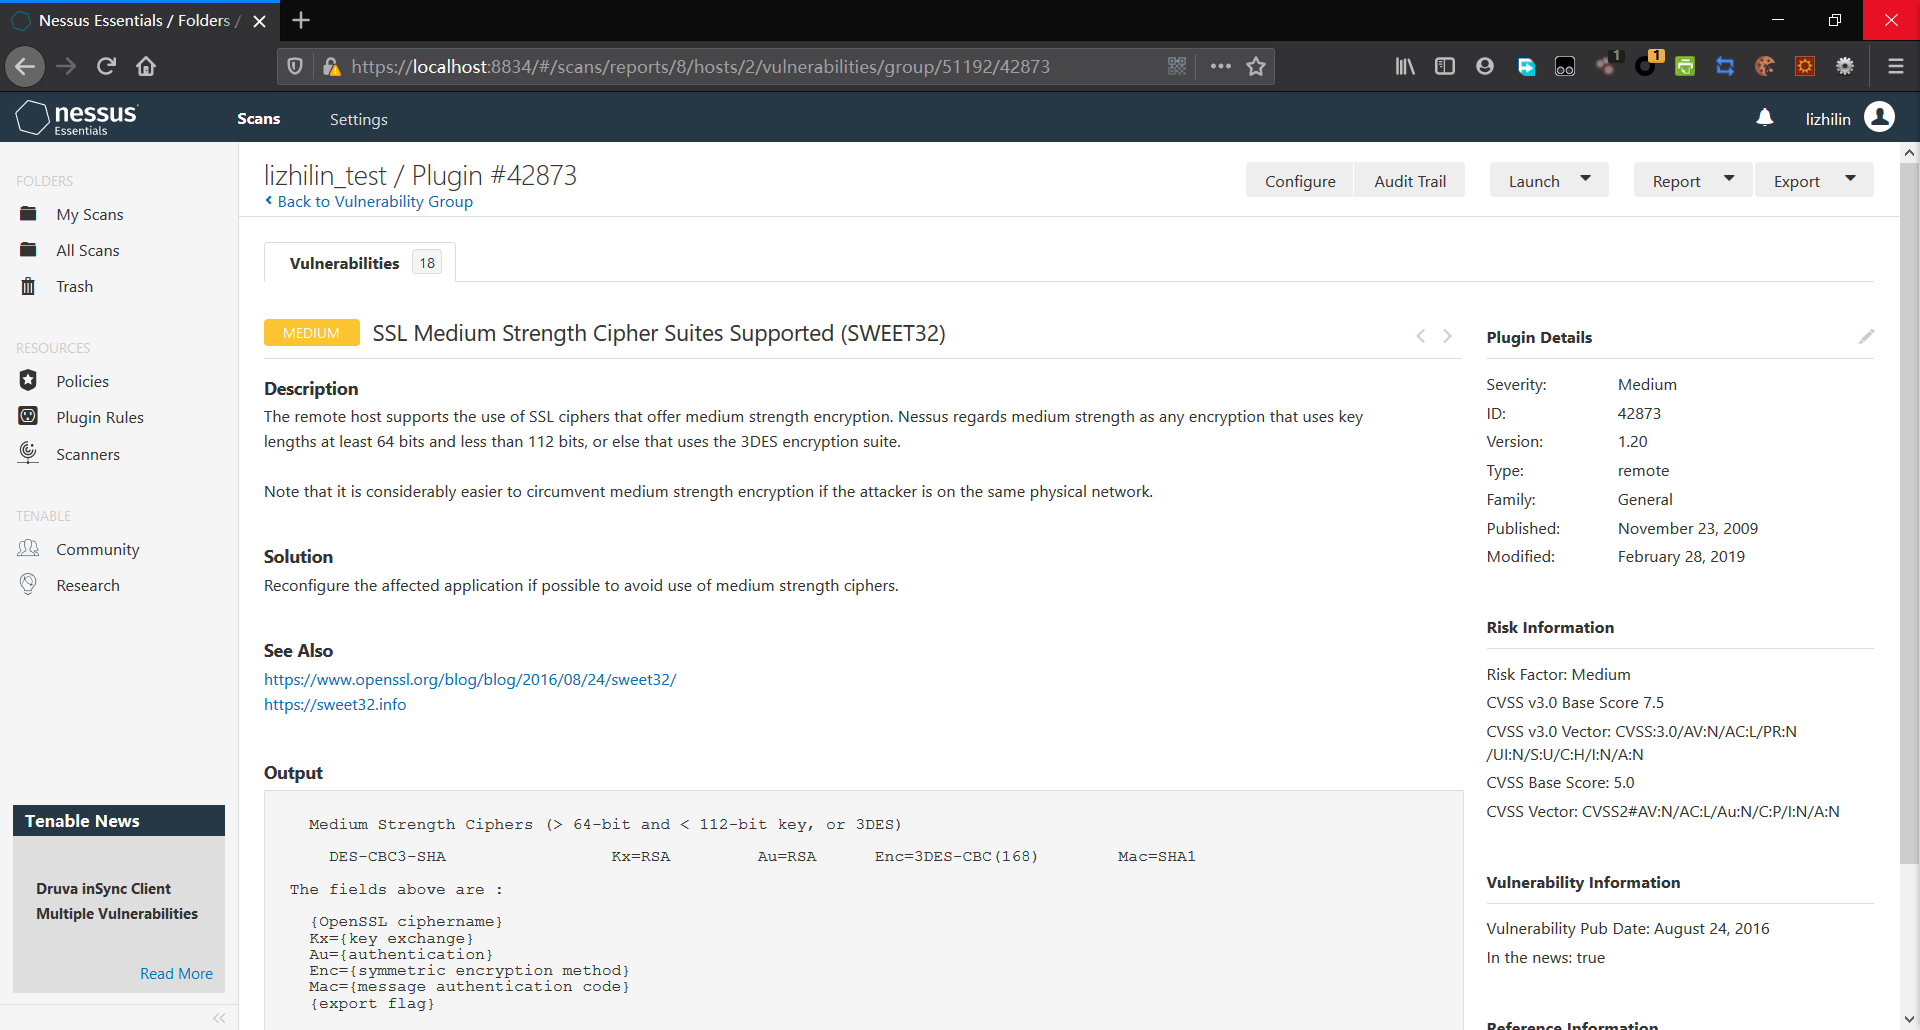 Nessus Essentials / Folders /
https://localhost:8834/#/scans/reports/8/hosts/2/vulnerabilities/group/51192/42873
1
1
nessus
Essentials
Scans
Settings
lizhilin
FOLDERS
My Scans
All Scans
Trash
RESOURCES
Policies
Plugin Rules
Scanners
TENABLE
Community
Research
Tenable News
Druva inSync Client
Multiple Vulnerabilities
Read More
lizhilin_test / Plugin #42873
Back to Vulnerability Group
Configure
Audit Trail
Launch
Report
Export
Vulnerabilities 18
MEDIUM SSL Medium Strength Cipher Suites Supported (SWEET32)
Description
The remote host supports the use of SSL ciphers that offer medium strength encryption. Nessus regards medium strength as any encryption that uses key
lengths at least 64 bits and less than 112 bits, or else that uses the 3DES encryption suite.
Note that it is considerably easier to circumvent medium strength encryption if the attacker is on the same physical network.
Solution
Reconfigure the affected application if possible to avoid use of medium strength ciphers.
See Also
https://www.openssl.org/blog/blog/2016/08/24/sweet32/
https://sweet32.info
Output
Medium Strength Ciphers (> 64-bit and < 112-bit key, or 3DES)
DES-CBC3-SHA Kx=RSA Au=RSA Enc=3DES-CBC(168) Mac=SHA1
The fields above are :
{OpenSSL ciphername}
Kx={key exchange}
Au={authentication}
Enc={symmetric encryption method}
Mac={message authentication code}
{export flag}
Plugin Details
Severity: Medium
ID: 42873
Version: 1.20
Type: remote
Family: General
Published: November 23, 2009
Modified: February 28, 2019
Risk Information
Risk Factor: Medium
CVSS v3.0 Base Score 7.5
CVSS v3.0 Vector: CVSS:3.0/AV:N/AC:L/PR:N
/UI:N/S:U/C:H/I:N/A:N
CVSS Base Score: 5.0
CVSS Vector: CVSS2#AV:N/AC:L/Au:N/C:P/I:N/A:N
Vulnerability Information
Vulnerability Pub Date: August 24, 2016
In the news: true
Reference Information